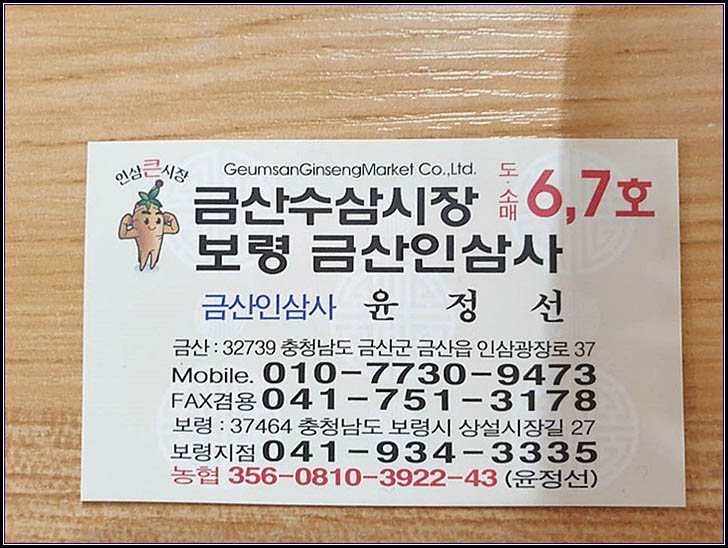 인삼큰시장
GeumsanGinsengMarket Co.,Ltd.
도·소매 6,7호
금산수삼시장
보령 금산인삼사
금산인삼사 윤 정 선
금산 : 32739 충청남도 금산군 금산읍 인삼광장로 37
Mobile. 010-7730-9473
FAX겸용 041-751-3178
보령 : 37464 충청남도 보령시 상설시장길 27
보령지점 041-934-3335
농협 356-0810-3922-43 (윤정선)